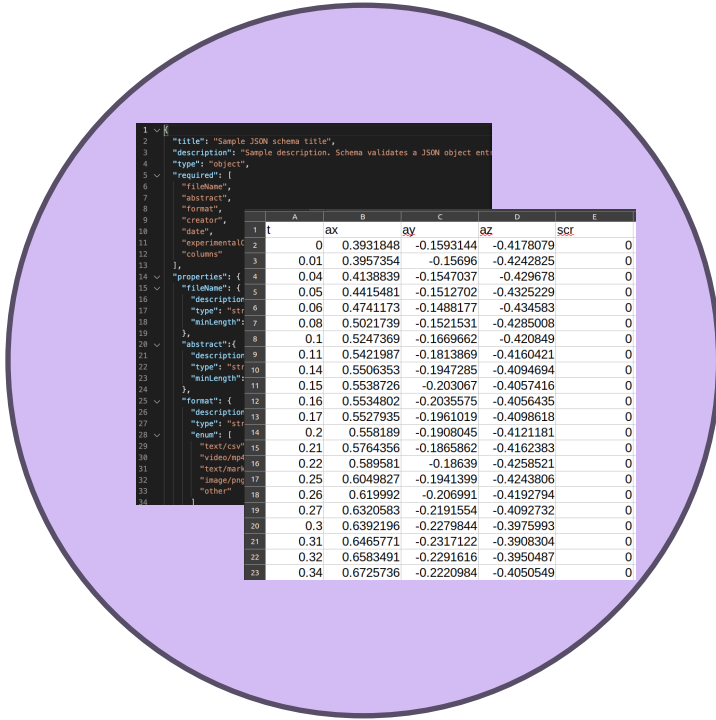 1 {
2 "title": "Sample JSON schema title",
3 "description": "Sample description. Schema validates a JSON object
4 "type": "object",
5 "required": [
6 "fileName",
7 "abstract",
8 "format",
9 "creator",
10 "date",
11
12 "columns"
13 ],
14 "properties": {
15 "fileName": {
16 "description
17 "type":
18 "minLength":
19 },
20 "abstract":{
21 "description
22 "type":
23 "minLength":
24 },
25 "format": {
26 "description
27 "type":
28 "enum": [
29 "text/csv"
30 "video/mp4
31
32 "image/png
33 "other"
34 ]
A B C D E
1 t ax ay az scr
2 0 0.3931848 -0.1593144 -0.4178079 0
3 0.01 0.3957354 -0.15696 -0.4242825 0
4 0.04 0.4138839 -0.1547037 -0.429678 0
5 0.05 0.4415481 -0.1512702 -0.4325229 0
6 0.06 0.4741173 -0.1488177 -0.434583 0
7 0.08 0.5021739 -0.1521531 -0.4285008 0
8 0.1 0.5247369 -0.1669662 -0.420849 0
9 0.11 0.5421987 -0.1813869 -0.4160421 0
10 0.14 0.5506353 -0.1947285 -0.4094694 0
11 0.15 0.5538726 -0.203067 -0.4057416 0
12 0.16 0.5534802 -0.2035575 -0.4056435 0
13 0.17 0.5527935 -0.1961019 -0.4098618 0
14 0.2 0.558189 -0.1908045 -0.4121181 0
15 0.21 0.5764356 -0.1865862 -0.4162383 0
16 0.22 0.589581 -0.18639 -0.4258521 0
17 0.25 0.6049827 -0.1941399 -0.4243806 0
18 0.26 0.619992 -0.206991 -0.4192794 0
19 0.27 0.6320583 -0.2191554 -0.4092732 0
20 0.3 0.6392196 -0.2279844 -0.3975993 0
21 0.31 0.6465771 -0.2317122 -0.3908304 0
22 0.32 0.6583491 -0.2291616 -0.3950487 0
23 0.34 0.6725736 -0.2220984 -0.4050549 0